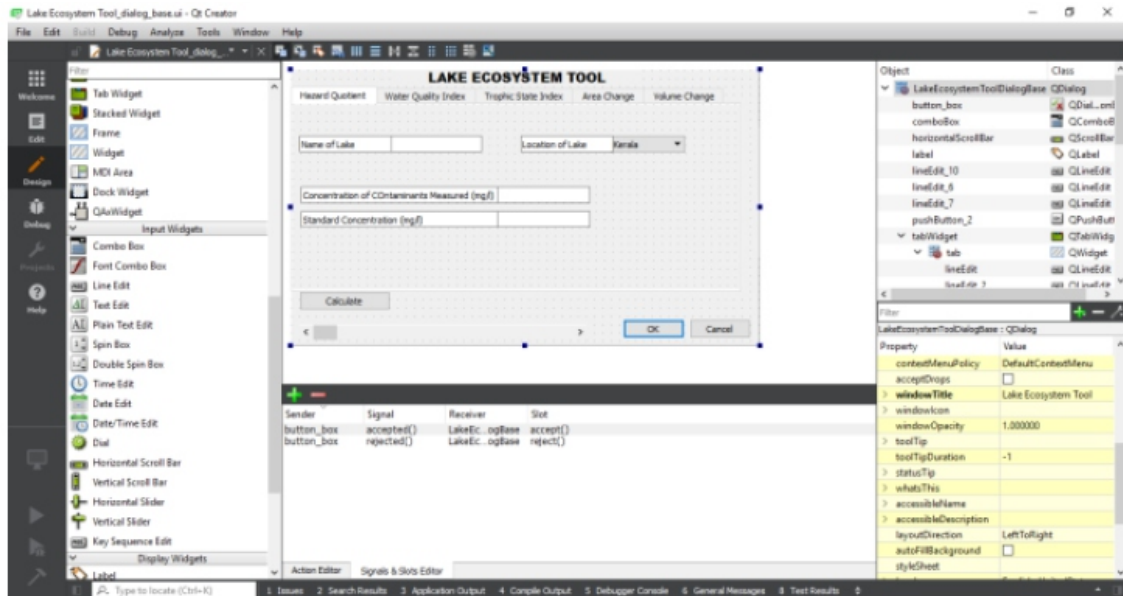 Lake Ecosystem Tool_dialog_base.ui - Qt Creator
File Edit Build Debug Analyze Tools Window Help
Lake Ecosystem Tool_dialog_...*
Welcome
Edit
Design
Debug
Projects
Help
Filter
Tab Widget
Stacked Widget
Frame
Widget
MDI Area
Dock Widget
QAxWidget
Input Widgets
Combo Box
Font Combo Box
Line Edit
Text Edit
Plain Text Edit
Spin Box
Double Spin Box
Time Edit
Date Edit
Date/Time Edit
Dial
Horizontal Scroll Bar
Vertical Scroll Bar
Horizontal Slider
Vertical Slider
Key Sequence Edit
Display Widgets
Label
LAKE ECOSYSTEM TOOL
Hazard Quotient Water Quality Index Trophic State Index Area Change Volume Change
Name of Lake Location of Lake Kerala
Concentration of COntaminants Measured (mg/l)
Standard Concentration (mg/l)
Calculate
OK Cancel
Sender Signal Receiver Slot
button_box accepted() LakeEc...ogBase accept()
button_box rejected() LakeEc...ogBase reject()
Action Editor Signals & Slots Editor
Object Class
LakeEcosystemToolDialogBase QDialog
button_box QDial...onB
comboBox QComboB
horizontalScrollBar QScrollBar
label QLabel
lineEdit_10 QLineEdit
lineEdit_6 QLineEdit
lineEdit_7 QLineEdit
pushButton_2 QPushButt
tabWidget QTabWidg
tab QWidget
lineEdit QLineEdit
lineEdit_2 QLineEdit
Filter
LakeEcosystemToolDialogBase : QDialog
Property Value
contextMenuPolicy DefaultContextMenu
acceptDrops
windowTitle Lake Ecosystem Tool
windowIcon
windowOpacity 1.000000
toolTip
toolTipDuration -1
statusTip
whatsThis
accessibleName
accessibleDescription
layoutDirection LeftToRight
autoFillBackground
styleSheet
Type to locate (Ctrl+K) 1 Issues 2 Search Results 3 Application Output 4 Compile Output 5 Debugger Console 6 General Messages 8 Test Results